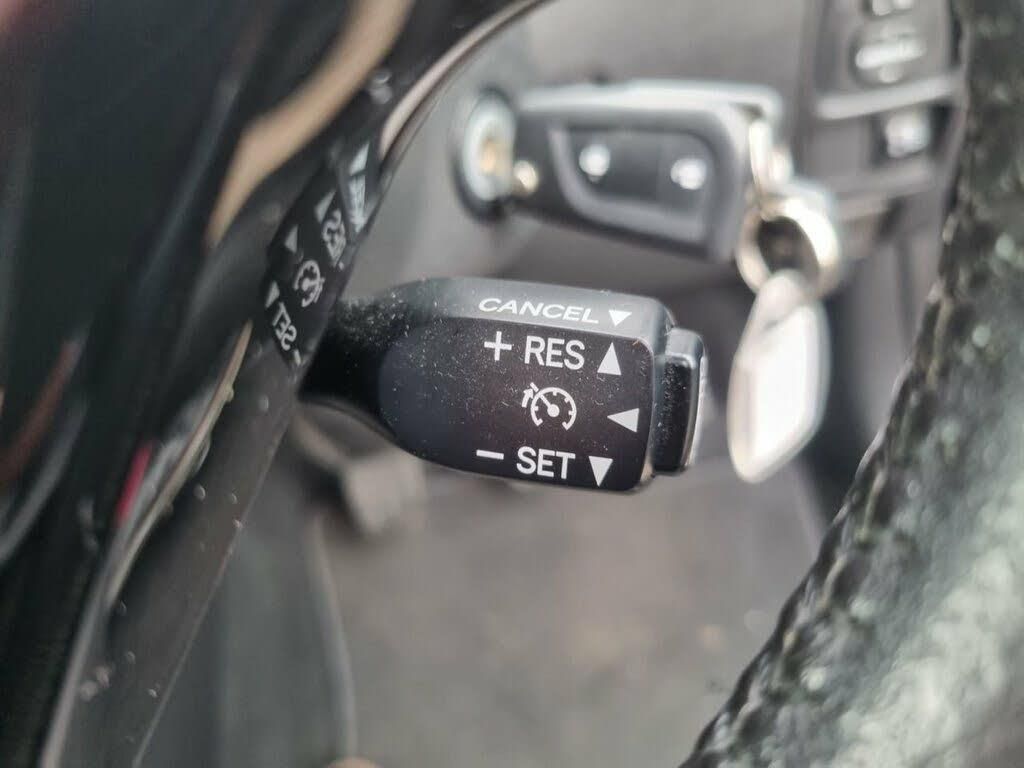 CANCEL ▼
+ RES ▲
◀
− SET ▼